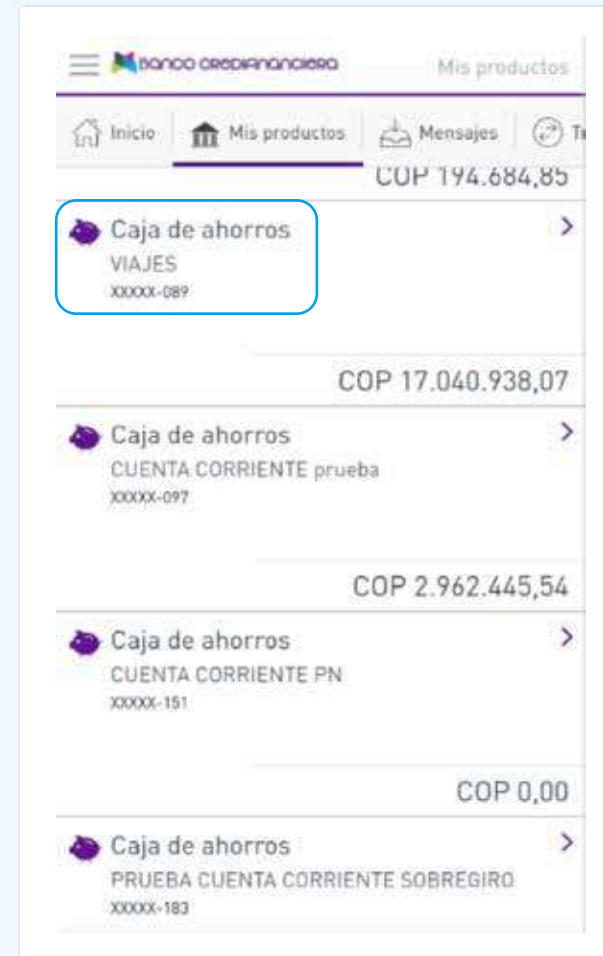 BANCO CREDIFINANCIERA
Mis productos
Inicio
Mis productos
Mensajes
COP 194.684,85
Caja de ahorros
VIAJES
XXXXX-089
COP 17.040.938,07
Caja de ahorros
CUENTA CORRIENTE prueba
XXXXX-097
COP 2.962.445,54
Caja de ahorros
CUENTA CORRIENTE PN
XXXXX-151
COP 0,00
Caja de ahorros
PRUEBA CUENTA CORRIENTE SOBREGIRO
XXXXX-183